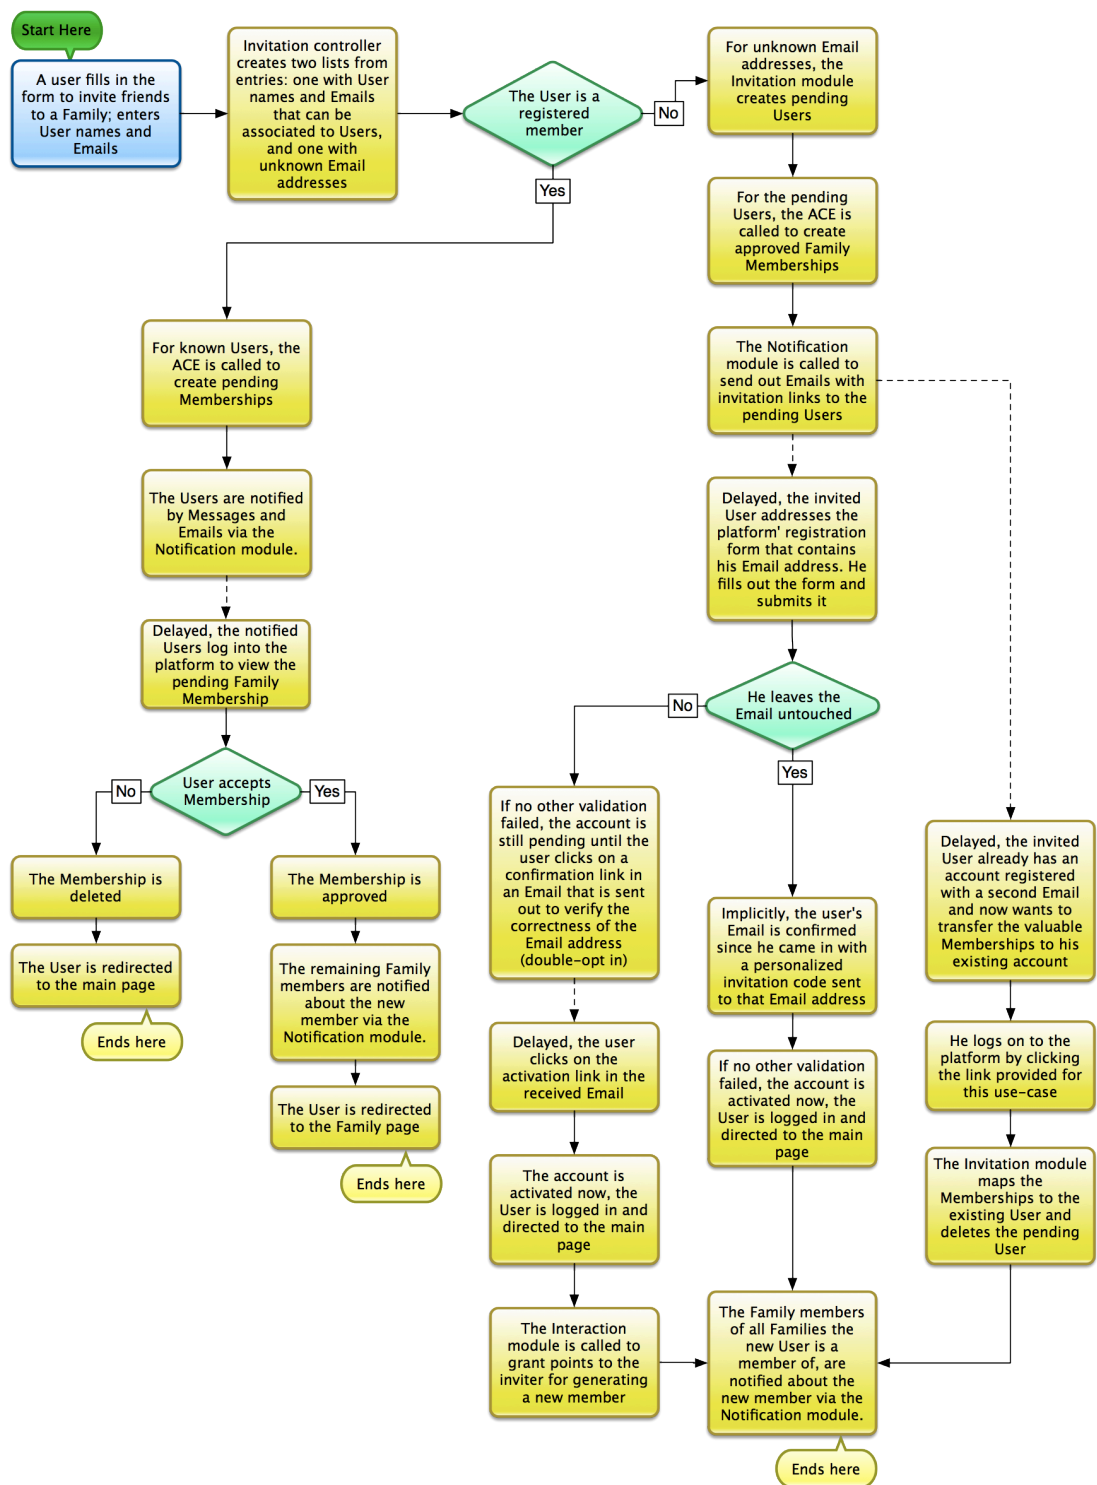 Start Here
A user fills in the
form to invite friends
to a Family; enters
User names and
Emails
Invitation controller
creates two lists from
entries: one with User
names and Emails
that can be
associated to Users,
and one with
unknown Email
addresses
The User is a
registered
member
No
Yes
For unknown Email
addresses, the
Invitation module
creates pending
Users
For the pending
Users, the ACE is
called to create
approved Family
Memberships
The Notification
module is called to
send out Emails with
invitation links to the
pending Users
For known Users, the
ACE is called to
create pending
Memberships
The Users are notified
by Messages and
Emails via the
Notification module.
Delayed, the notified
Users log into the
platform to view the
pending Family
Membership
User accepts
Membership
No
Yes
The Membership is
deleted
The User is redirected
to the main page
Ends here
The Membership is
approved
The remaining Family
members are notified
about the new
member via the
Notification module.
The User is redirected
to the Family page
Ends here
Delayed, the invited
User addresses the
platform' registration
form that contains
his Email address. He
fills out the form and
submits it
He leaves the
Email untouched
No
Yes
If no other validation
failed, the account is
still pending until the
user clicks on a
confirmation link in
an Email that is sent
out to verify the
correctness of the
Email address
(double-opt in)
Delayed, the user
clicks on the
activation link in the
received Email
The account is
activated now, the
User is logged in and
directed to the main
page
The Interaction
module is called to
grant points to the
inviter for generating
a new member
Implicitly, the user's
Email is confirmed
since he came in with
a personalized
invitation code sent
to that Email address
If no other validation
failed, the account is
activated now, the
User is logged in and
directed to the main
page
Delayed, the invited
User already has an
account registered
with a second Email
and now wants to
transfer the valuable
Memberships to his
existing account
He logs on to the
platform by clicking
the link provided for
this use-case
The Invitation module
maps the
Memberships to the
existing User and
deletes the pending
User
The Family members
of all Families the
new User is a
member of, are
notified about the
new member via the
Notification module.
Ends here